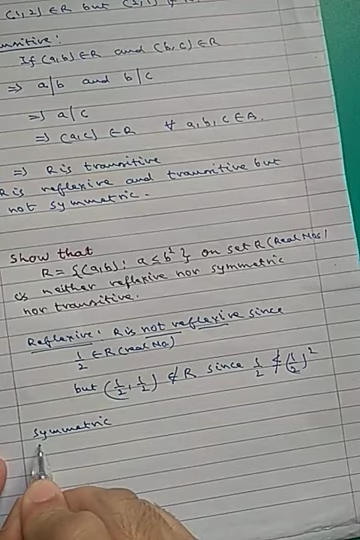 (1,2) ∈ R but (2,1) ∉
If (a,b) ∈ R and (b,c) ∈ R
⇒ a|b and b|c
⇒ a|c
⇒ (a,c) ∈ R ∀ a,b,c ∈ A.
⇒ R is transitive
R is reflexive and transitive but
not symmetric.
Show that
R = {(a,b): a ≤ b²} on set R (Real Nos)
is neither reflexive nor symmetric
nor transitive.
Reflexive: R is not reflexive since
1/2 ∈ R (real No)
but (1/2, 1/2) ∉ R since 1/2 ≰ (1/2)²
Symmetric